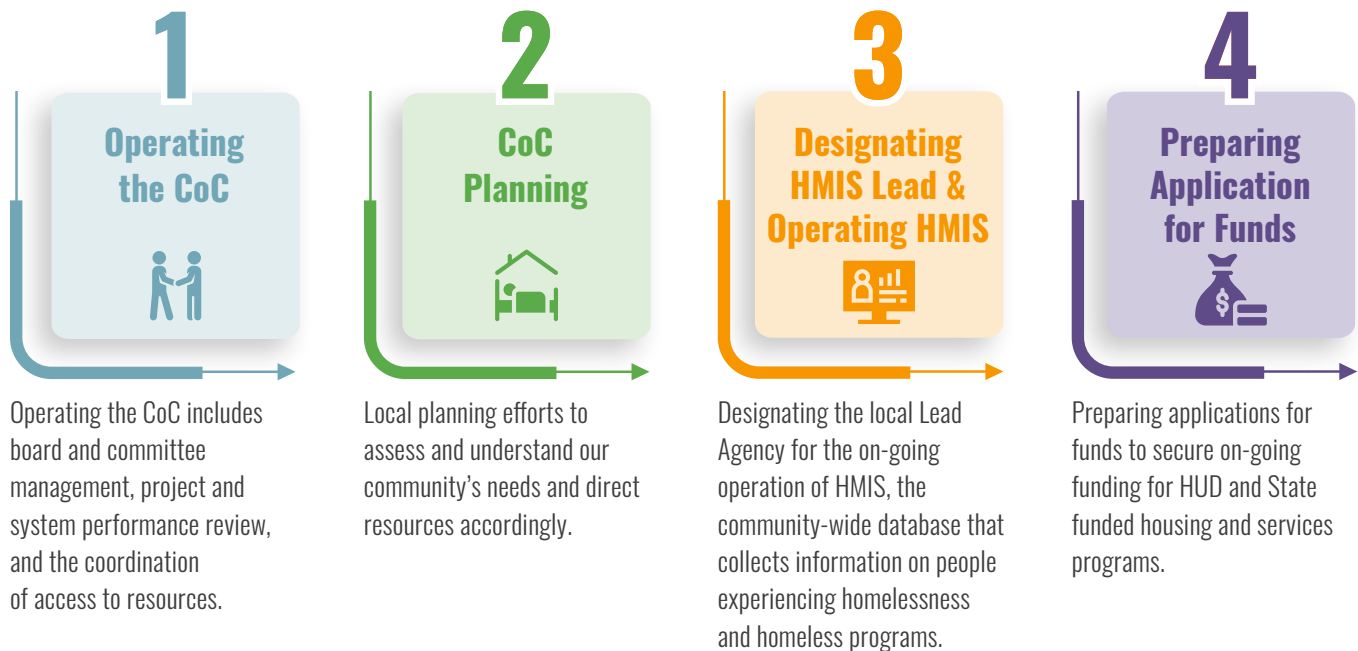 1
Operating
the CoC
Operating the CoC includes
board and committee
management, project and
system performance review,
and the coordination
of access to resources.
2
CoC
Planning
Local planning efforts to
assess and understand our
community’s needs and direct
resources accordingly.
3
Designating
HMIS Lead &
Operating HMIS
Designating the local Lead
Agency for the on-going
operation of HMIS, the
community-wide database that
collects information on people
experiencing homelessness
and homeless programs.
4
Preparing
Application
for Funds
$
Preparing applications for
funds to secure on-going
funding for HUD and State
funded housing and services
programs.